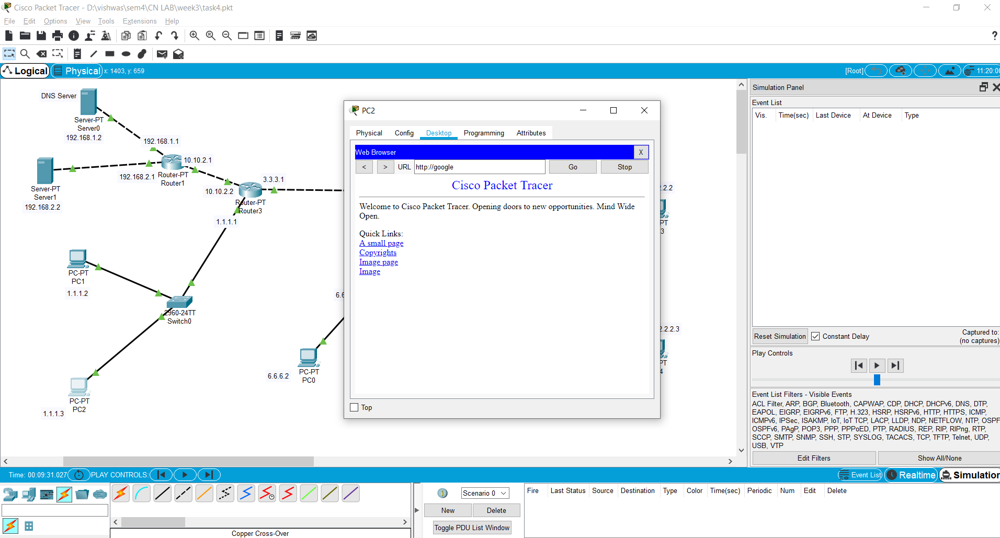 Cisco Packet Tracer - D:\vishwas\sem4\CN LAB\week3\task4.pkt
File Edit Options View Tools Extensions Help
?
Logical Physical x: 1403, y: 659
[Root] 11:20:00
DNS Server
Server-PT
Server0
192.168.1.2
192.168.1.1
10.10.2.1
Server-PT
Server1
192.168.2.2
192.168.2.1
Router-PT
Router1
3.3.3.1
10.10.2.2
Router-PT
Router3
1.1.1.1
PC-PT
PC1
1.1.1.2
2960-24TT
Switch0
PC-PT
PC2
1.1.1.3
6.6
PC-PT
PC0
6.6.6.2
.2.2
PT
3
2.2.2.3
PT
4
PC2
Physical Config Desktop Programming Attributes
Web Browser X
< > URL http://google Go Stop
Cisco Packet Tracer
Welcome to Cisco Packet Tracer. Opening doors to new opportunities. Mind Wide
Open.
Quick Links:
A small page
Copyrights
Image page
Image
Top
Simulation Panel
Event List
Vis. Time(sec) Last Device At Device Type
Reset Simulation Constant Delay
Captured to:
(no captures)
Play Controls
Event List Filters - Visible Events
ACL Filter, ARP, BGP, Bluetooth, CAPWAP, CDP, DHCP, DHCPv6, DNS, DTP,
EAPOL, EIGRP, EIGRPv6, FTP, H.323, HSRP, HSRPv6, HTTP, HTTPS, ICMP,
ICMPv6, IPSec, ISAKMP, IoT, IoT TCP, LACP, LLDP, NDP, NETFLOW, NTP, OSPF
OSPFv6, PAgP, POP3, PPP, PPPoED, PTP, RADIUS, REP, RIP, RIPng, RTP,
SCCP, SMTP, SNMP, SSH, STP, SYSLOG, TACACS, TCP, TFTP, Telnet, UDP,
USB, VTP
Edit Filters Show All/None
Time: 00:09:31.027 PLAY CONTROLS:
Event List Realtime Simulation
Scenario 0
New Delete
Toggle PDU List Window
Fire Last Status Source Destination Type Color Time(sec) Periodic Num Edit Delete
Copper Cross-Over